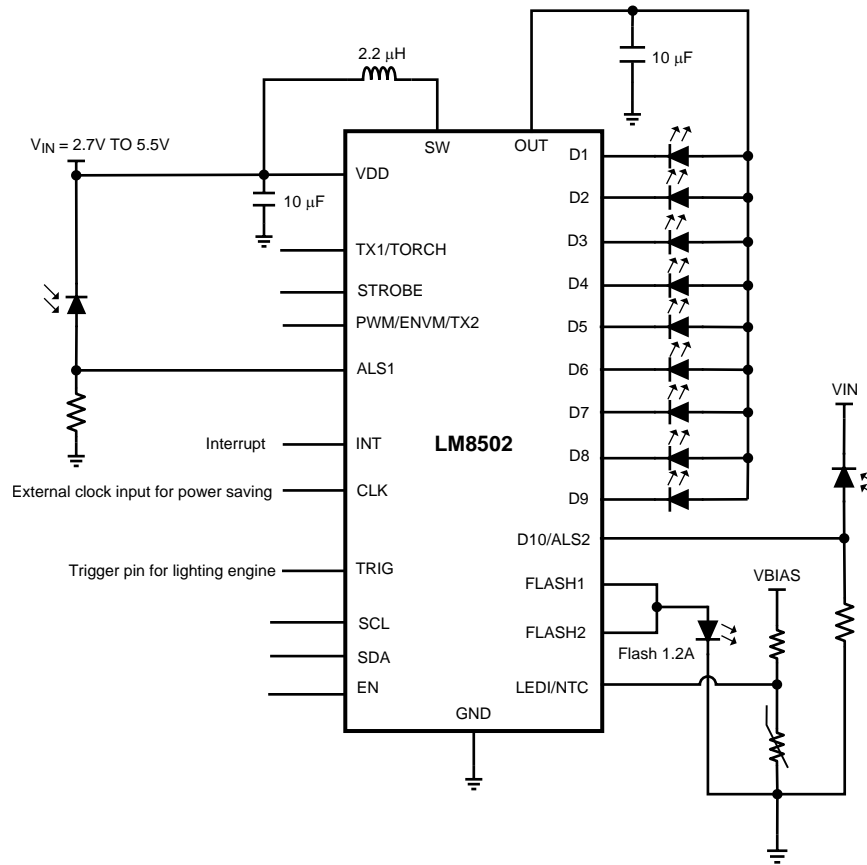 2.2 μH
10 μF
V_IN = 2.7V TO 5.5V
SW
OUT
VDD
10 μF
D1
D2
D3
D4
D5
D6
D7
D8
D9
TX1/TORCH
STROBE
PWM/ENVM/TX2
ALS1
VIN
LM8502
Interrupt
INT
External clock input for power saving
CLK
D10/ALS2
Trigger pin for lighting engine
TRIG
FLASH1
VBIAS
SCL
FLASH2
Flash 1.2A
SDA
EN
LEDI/NTC
GND